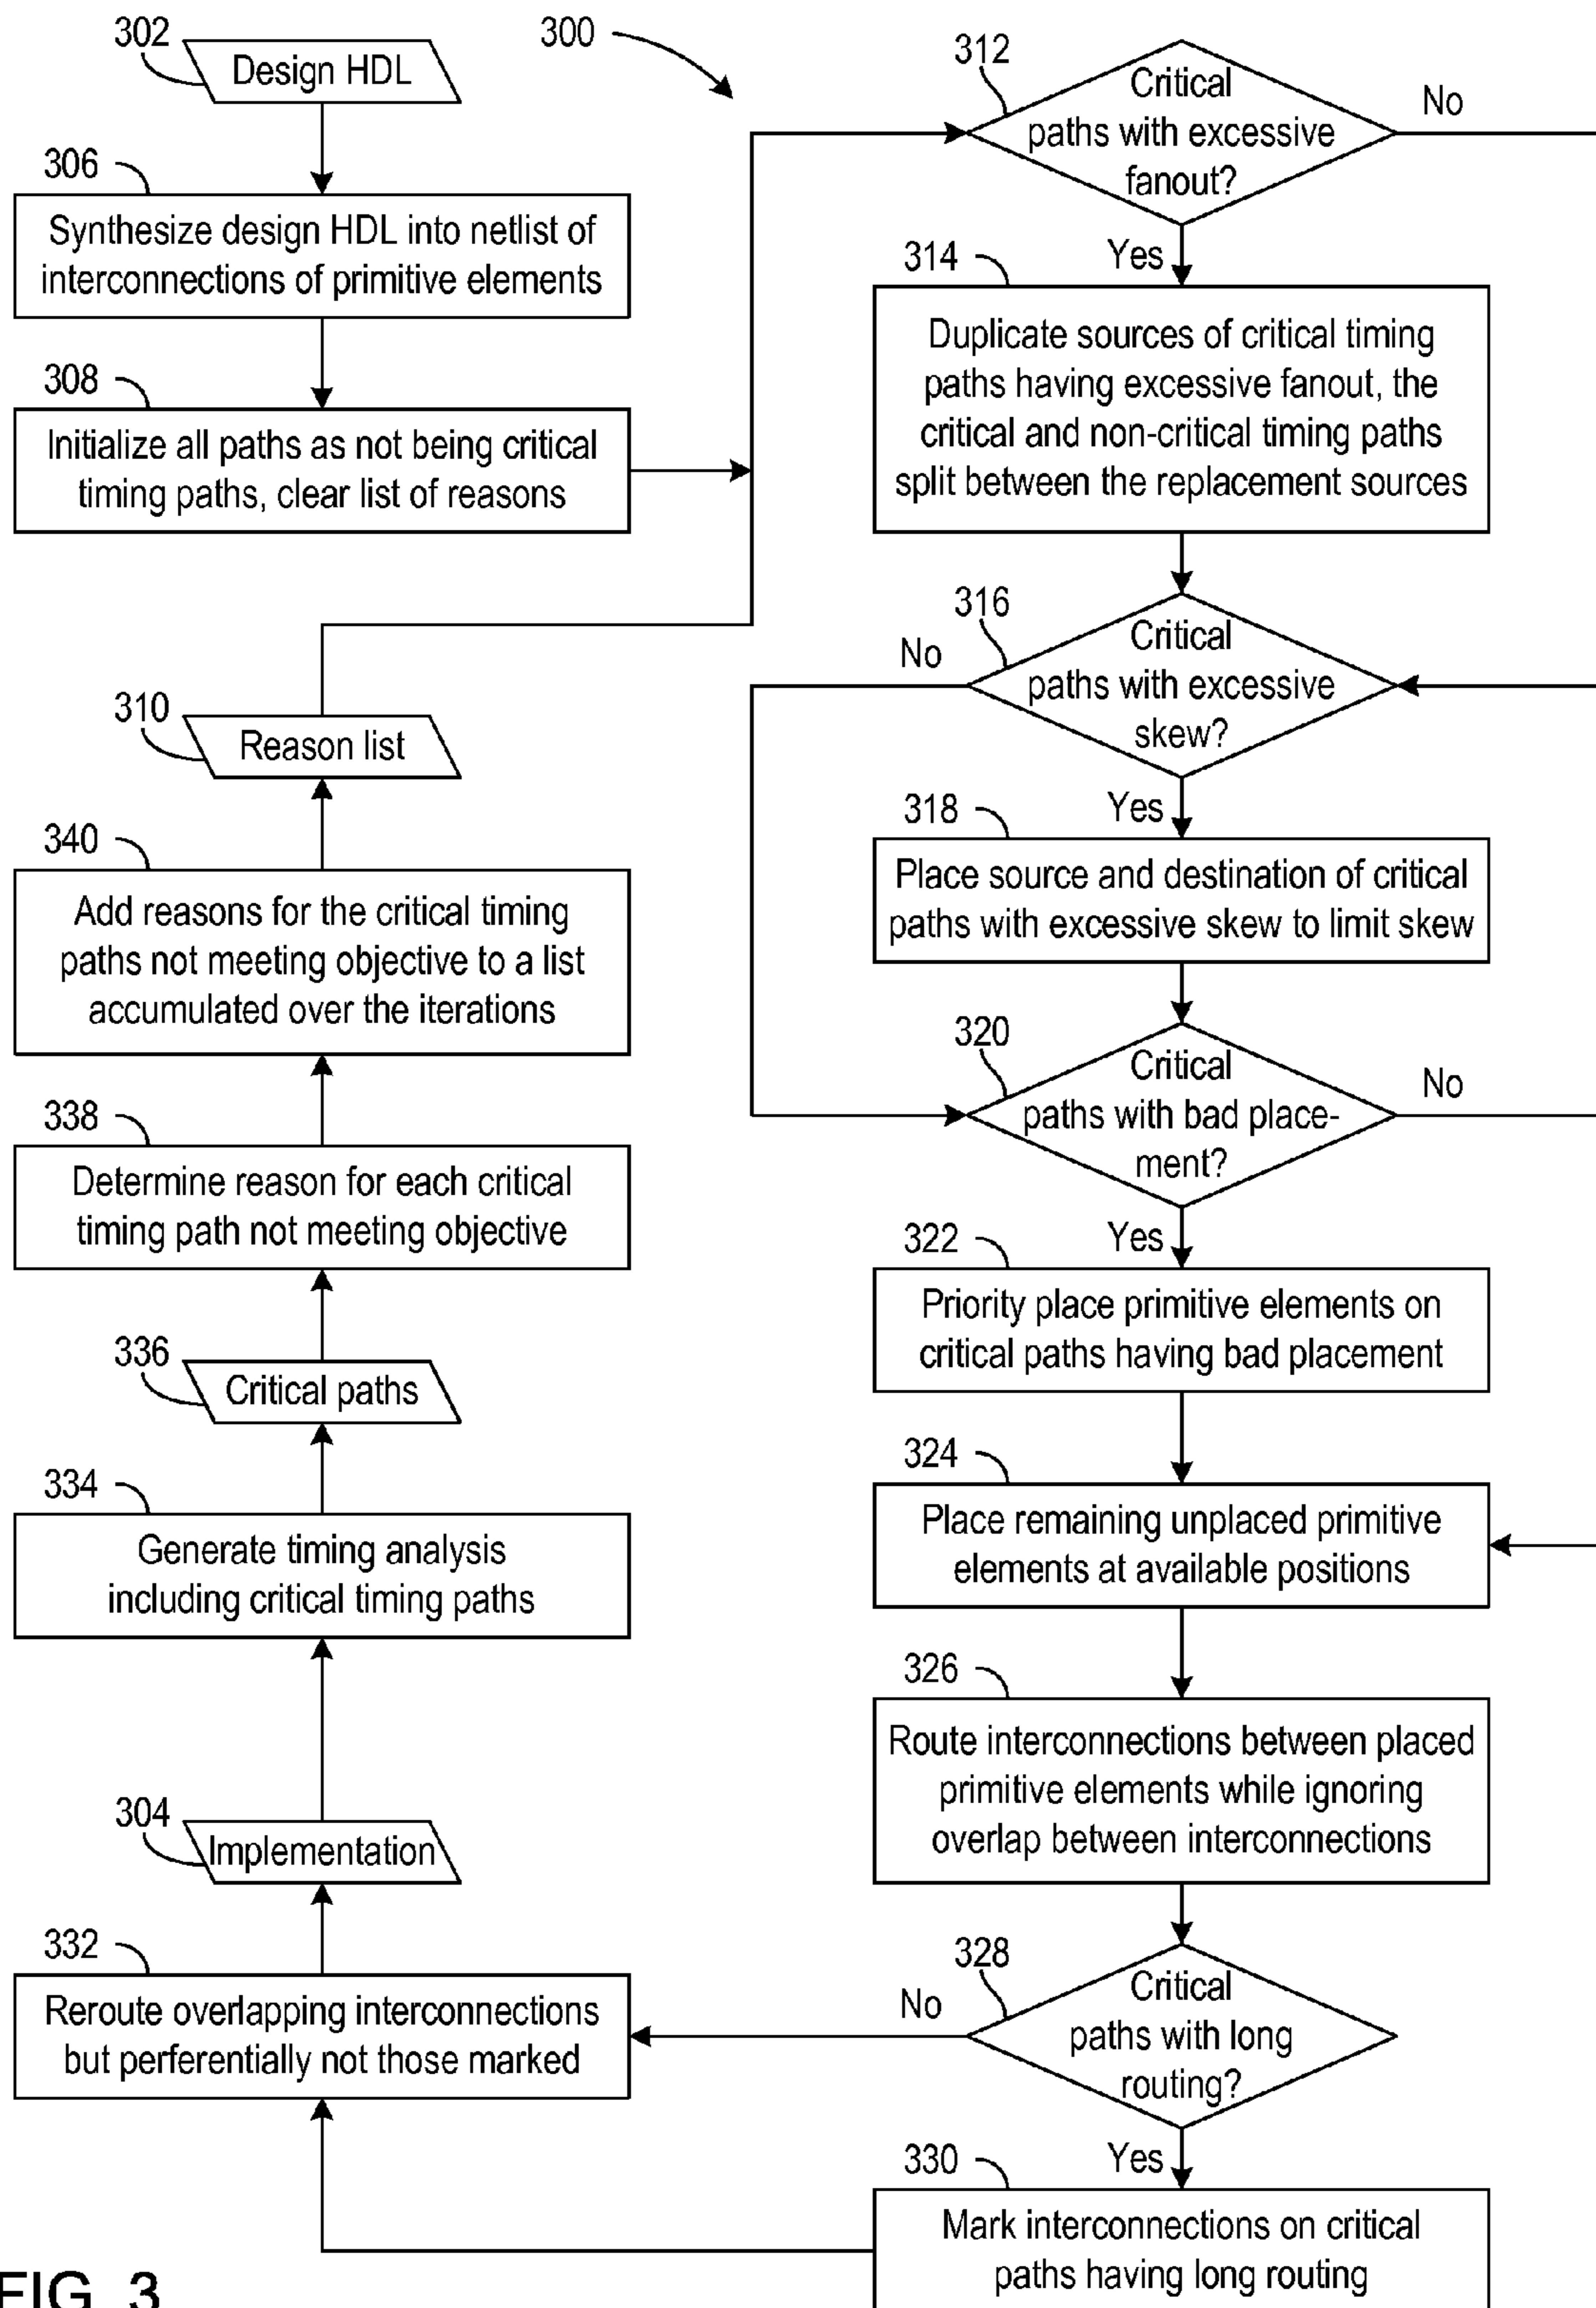 300
302
Design HDL
306
Synthesize design HDL into netlist of
interconnections of primitive elements
308
Initialize all paths as not being critical
timing paths, clear list of reasons
310
Reason list
340
Add reasons for the critical timing
paths not meeting objective to a list
accumulated over the iterations
338
Determine reason for each critical
timing path not meeting objective
336
Critical paths
334
Generate timing analysis
including critical timing paths
304
Implementation
332
Reroute overlapping interconnections
but perferentially not those marked
312
Critical
paths with excessive
fanout?
No
Yes
314
Duplicate sources of critical timing
paths having excessive fanout, the
critical and non-critical timing paths
split between the replacement sources
316
Critical
paths with excessive
skew?
No
Yes
318
Place source and destination of critical
paths with excessive skew to limit skew
320
Critical
paths with bad place-
ment?
No
Yes
322
Priority place primitive elements on
critical paths having bad placement
324
Place remaining unplaced primitive
elements at available positions
326
Route interconnections between placed
primitive elements while ignoring
overlap between interconnections
328
Critical
paths with long
routing?
No
Yes
330
Mark interconnections on critical
paths having long routing
FIG. 3